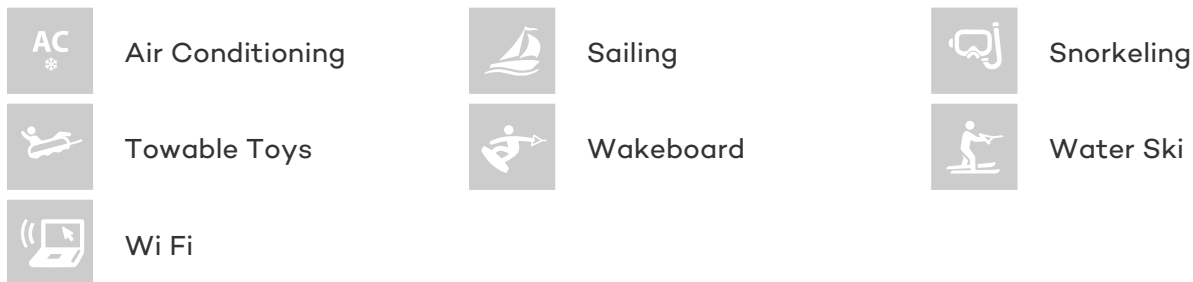 AC
Air Conditioning
Sailing
Snorkeling
Towable Toys
Wakeboard
Water Ski
Wi Fi